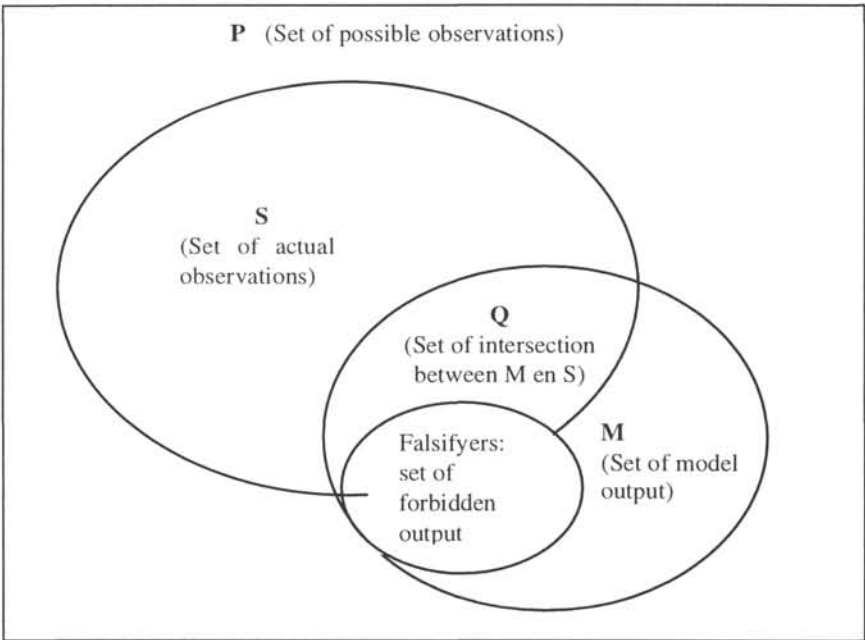 P (Set of possible observations)
S
(Set of actual
observations)
Q
(Set of intersection
between M en S)
Falsifyers:
set of
forbidden
output
M
(Set of model
output)